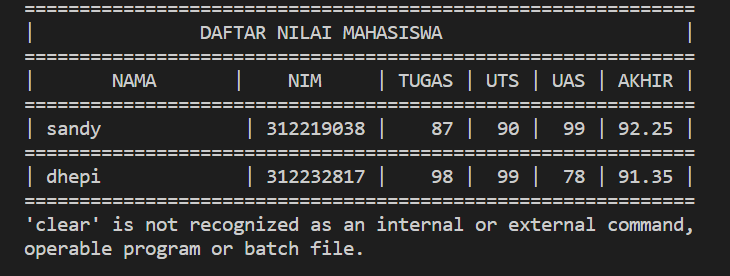 =============================================================
|               DAFTAR NILAI MAHASISWA                      |
=============================================================
|       NAMA       |    NIM     | TUGAS | UTS | UAS | AKHIR |
=============================================================
| sandy             | 312219038 |    87 |  90 |  99 | 92.25 |
=============================================================
| dhepi             | 312232817 |    98 |  99 |  78 | 91.35 |
=============================================================
'clear' is not recognized as an internal or external command,
operable program or batch file.